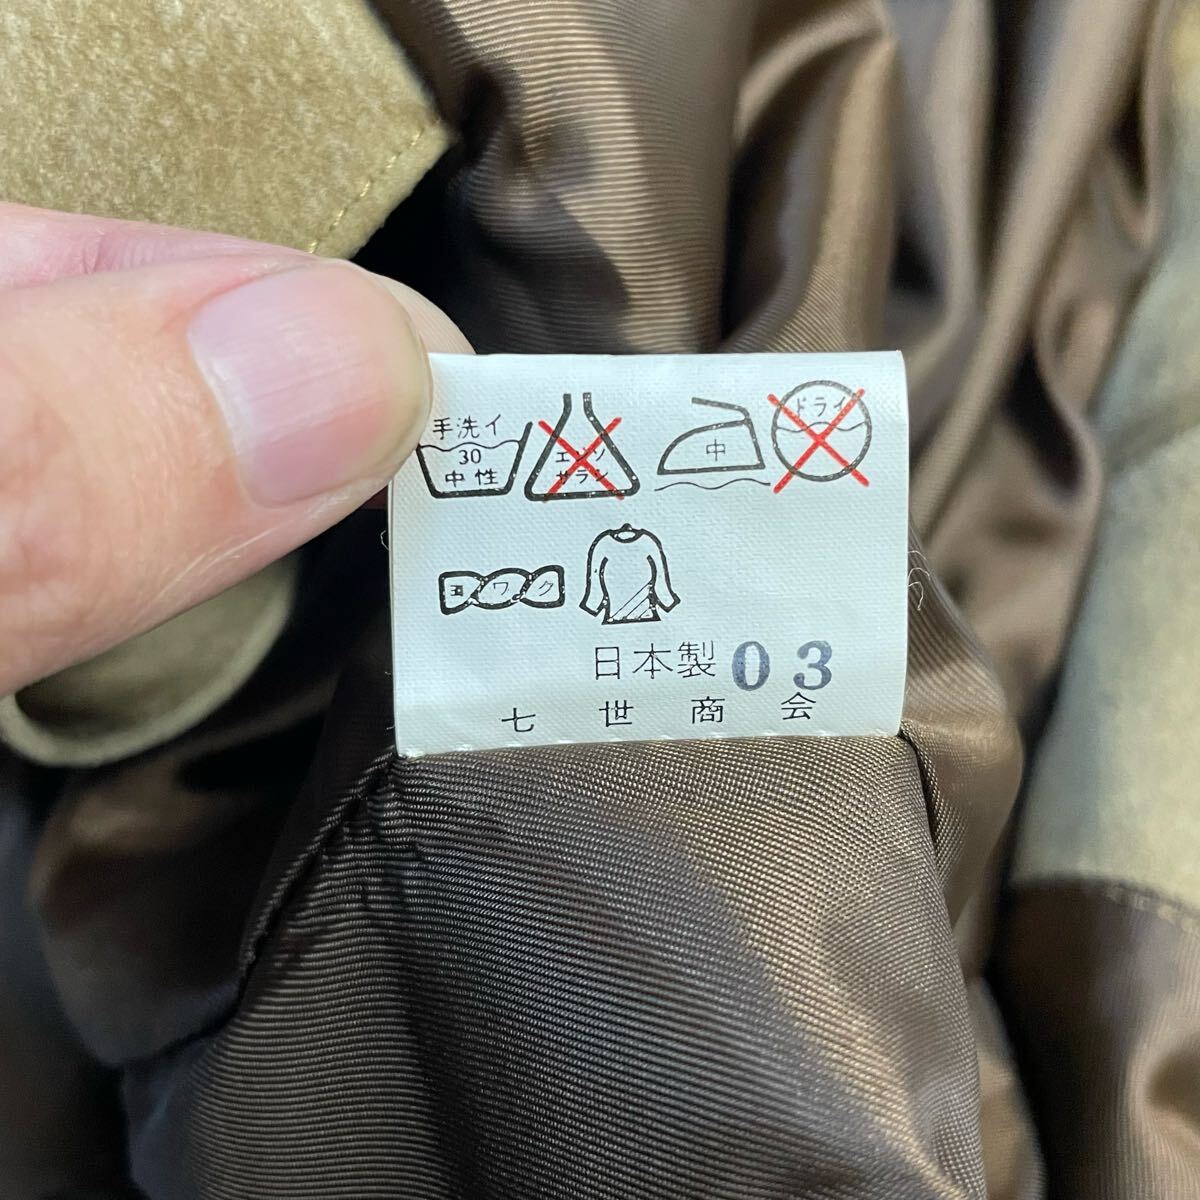 手洗イ
30
中性
エンソ
サラシ
中
ドライ
ヨワク
日本製 03
七世商会